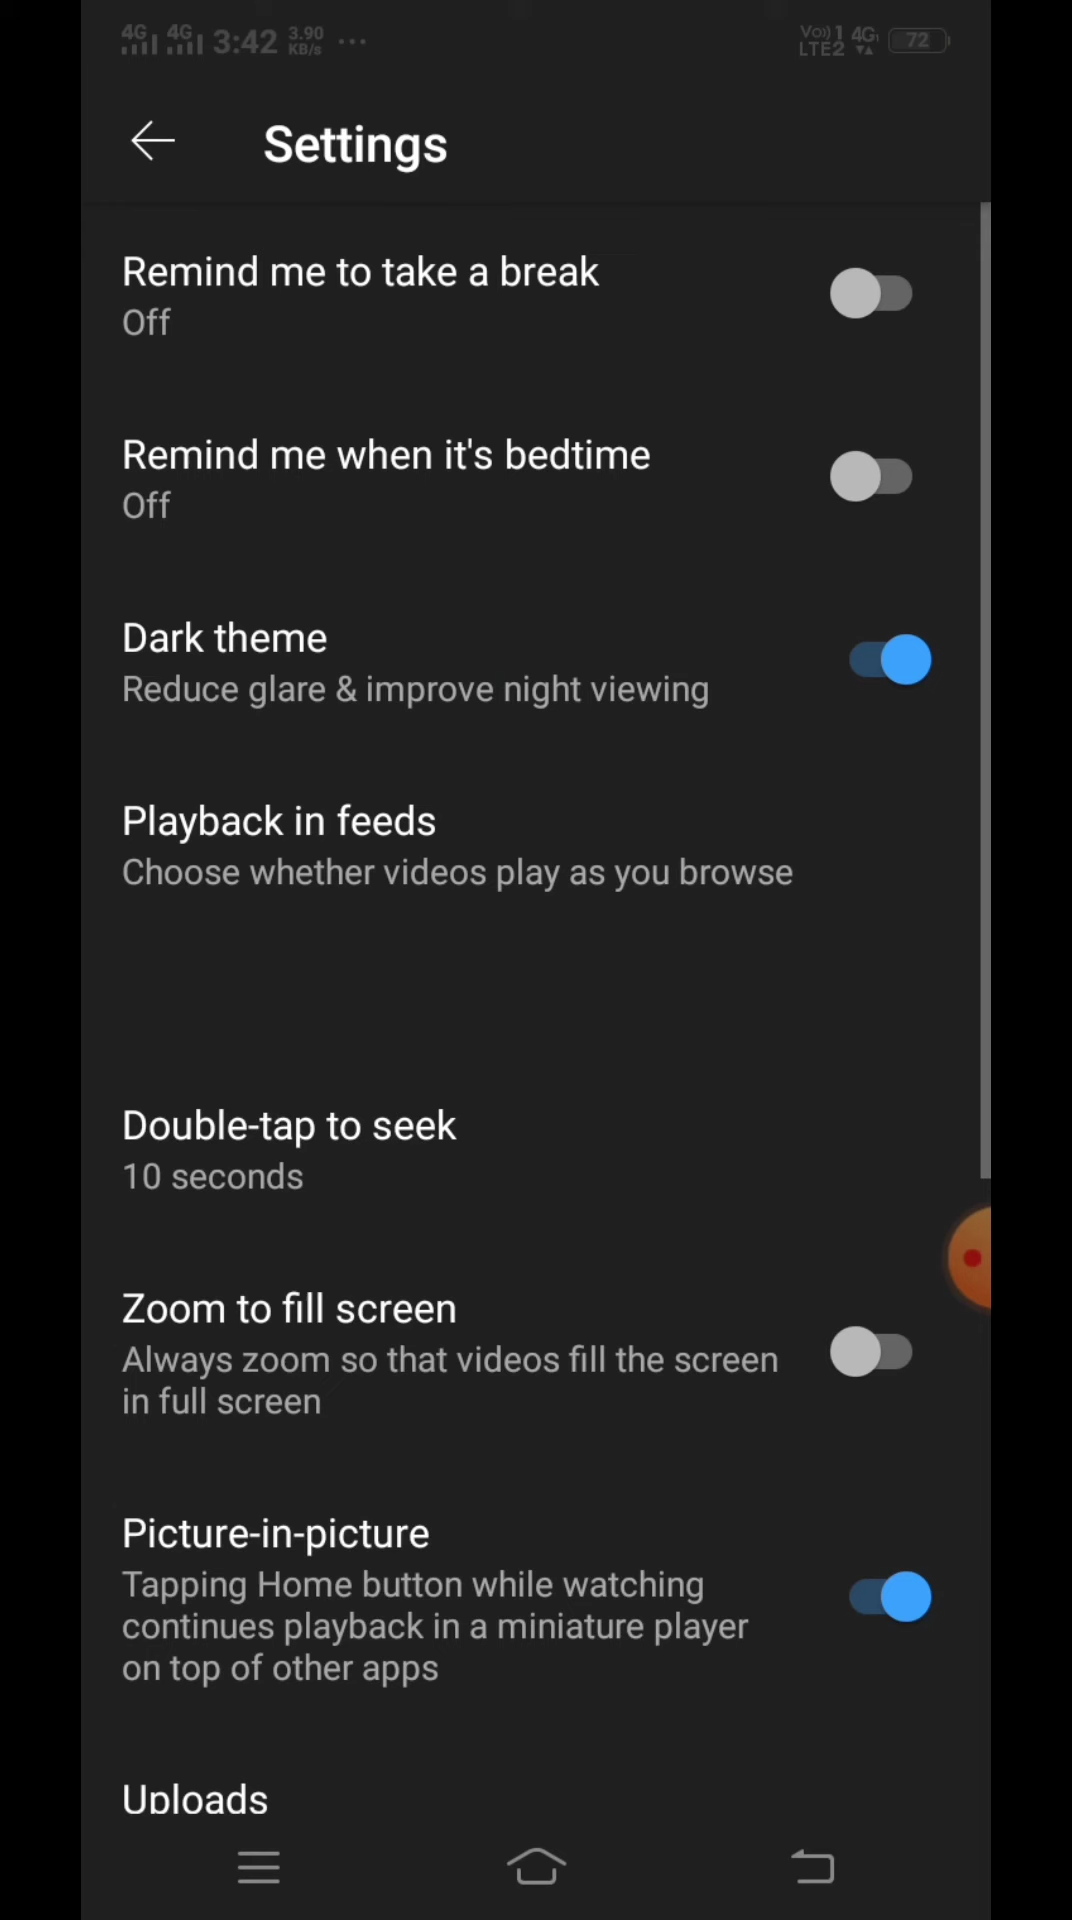 4G 4G 3:42 3.90 KB/s ... Vo)) 1 LTE2 4G 72
Settings
Remind me to take a break
Off
Remind me when it's bedtime
Off
Dark theme
Reduce glare & improve night viewing
Playback in feeds
Choose whether videos play as you browse
Double-tap to seek
10 seconds
Zoom to fill screen
Always zoom so that videos fill the screen
in full screen
Picture-in-picture
Tapping Home button while watching
continues playback in a miniature player
on top of other apps
Uploads